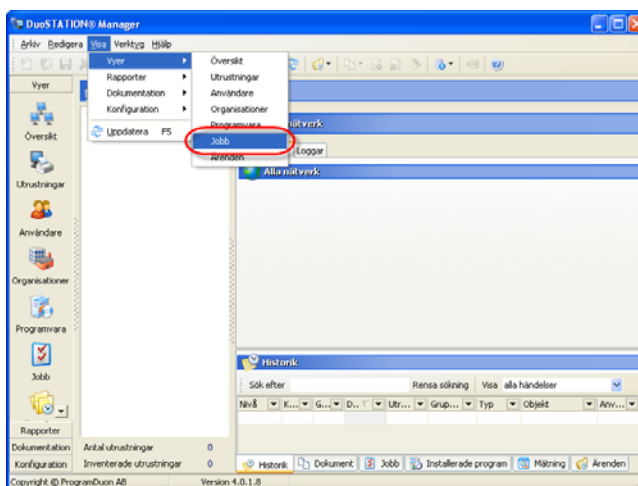 DuoSTATION® Manager
Arkiv Redigera Visa Verktyg Hjälp
Vyer
Rapporter
Dokumentation
Konfiguration
Uppdatera F5
Översikt
Utrustningar
Användare
Organisationer
Programvara
Jobb
Ärenden
Vyer
Översikt
Utrustningar
Användare
Organisationer
Programvara
Jobb
Rapporter
Dokumentation
Konfiguration
nätverk
Loggar
Alla nätverk
Antal utrustningar 0
Inventerade utrustningar 0
Historik
Sök efter Rensa sökning Visa alla händelser
Nivå K... G... D... Utr... Grup... Typ Objekt Anv...
Historik Dokument Jobb Installerade program Mätning Ärenden
Copyright © ProgramDuon AB Version 4.0.1.8